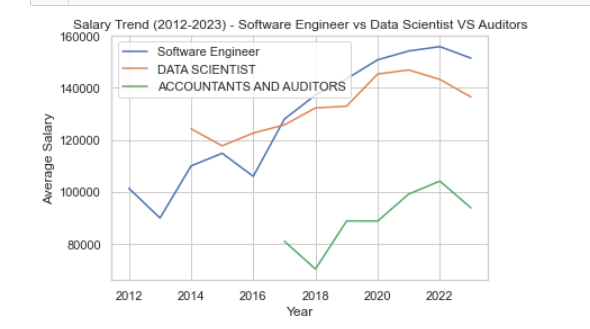 Salary Trend (2012-2023) - Software Engineer vs Data Scientist VS Auditors
160000
Software Engineer
DATA SCIENTIST
ACCOUNTANTS AND AUDITORS
140000
120000
100000
80000
Average Salary
2012 2014 2016 2018 2020 2022
Year